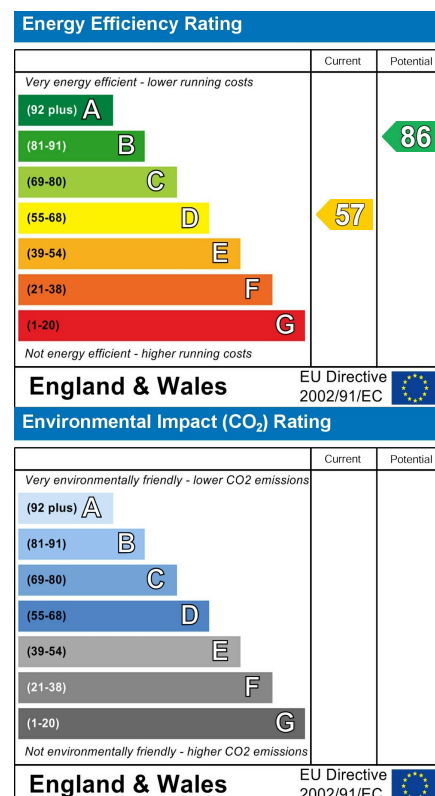 Energy Efficiency Rating
Current Potential
Very energy efficient - lower running costs
(92 plus) A
(81-91) B
86
(69-80) C
(55-68) D
57
(39-54) E
(21-38) F
(1-20) G
Not energy efficient - higher running costs
England & Wales
EU Directive
2002/91/EC
Environmental Impact (CO₂) Rating
Current Potential
Very environmentally friendly - lower CO2 emissions
(92 plus) A
(81-91) B
(69-80) C
(55-68) D
(39-54) E
(21-38) F
(1-20) G
Not environmentally friendly - higher CO2 emissions
England & Wales
EU Directive
2002/91/EC